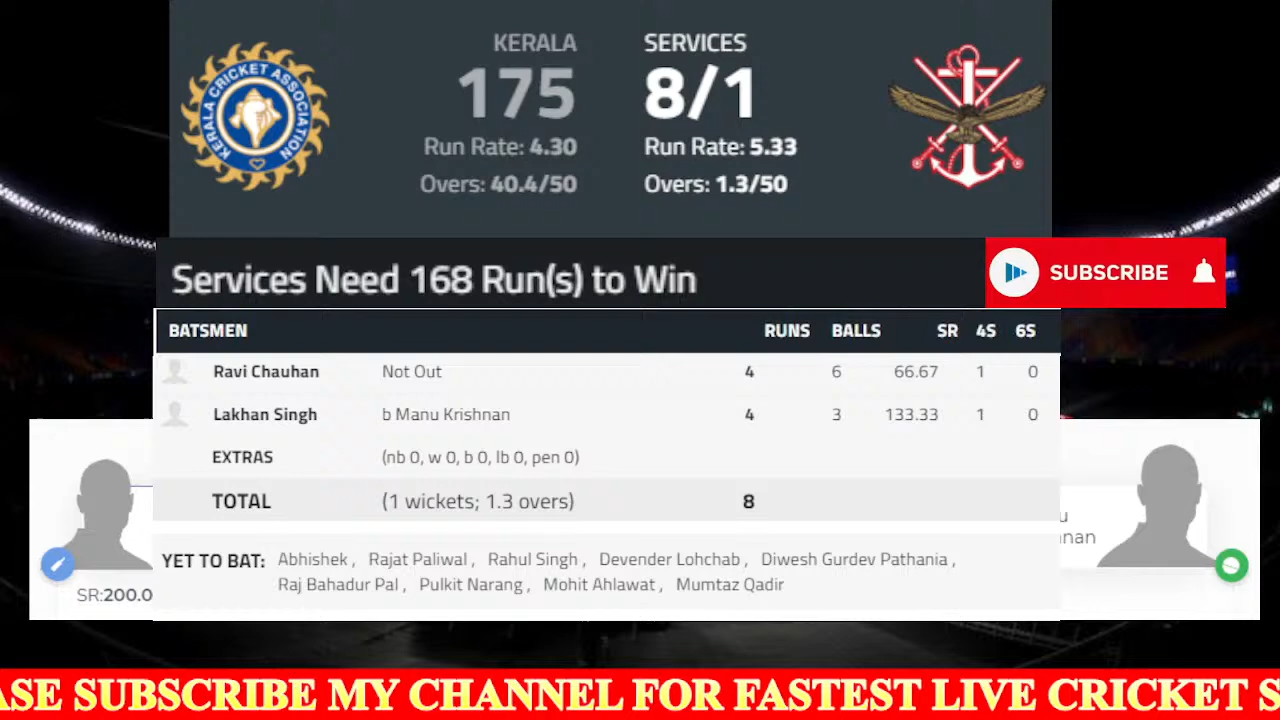 KERALA CRICKET ASSOCIATION
KERALA
175
Run Rate: 4.30
Overs: 40.4/50
SERVICES
8/1
Run Rate: 5.33
Overs: 1.3/50
Services Need 168 Run(s) to Win
SUBSCRIBE
BATSMEN RUNS BALLS SR 4S 6S
Ravi Chauhan Not Out 4 6 66.67 1 0
Lakhan Singh b Manu Krishnan 4 3 133.33 1 0
EXTRAS (nb 0, w 0, b 0, lb 0, pen 0)
TOTAL (1 wickets; 1.3 overs) 8
YET TO BAT: Abhishek , Rajat Paliwal , Rahul Singh , Devender Lohchab , Diwesh Gurdev Pathania ,
Raj Bahadur Pal , Pulkit Narang , Mohit Ahlawat , Mumtaz Qadir
SR:200.0
u
nan
ASE SUBSCRIBE MY CHANNEL FOR FASTEST LIVE CRICKET S